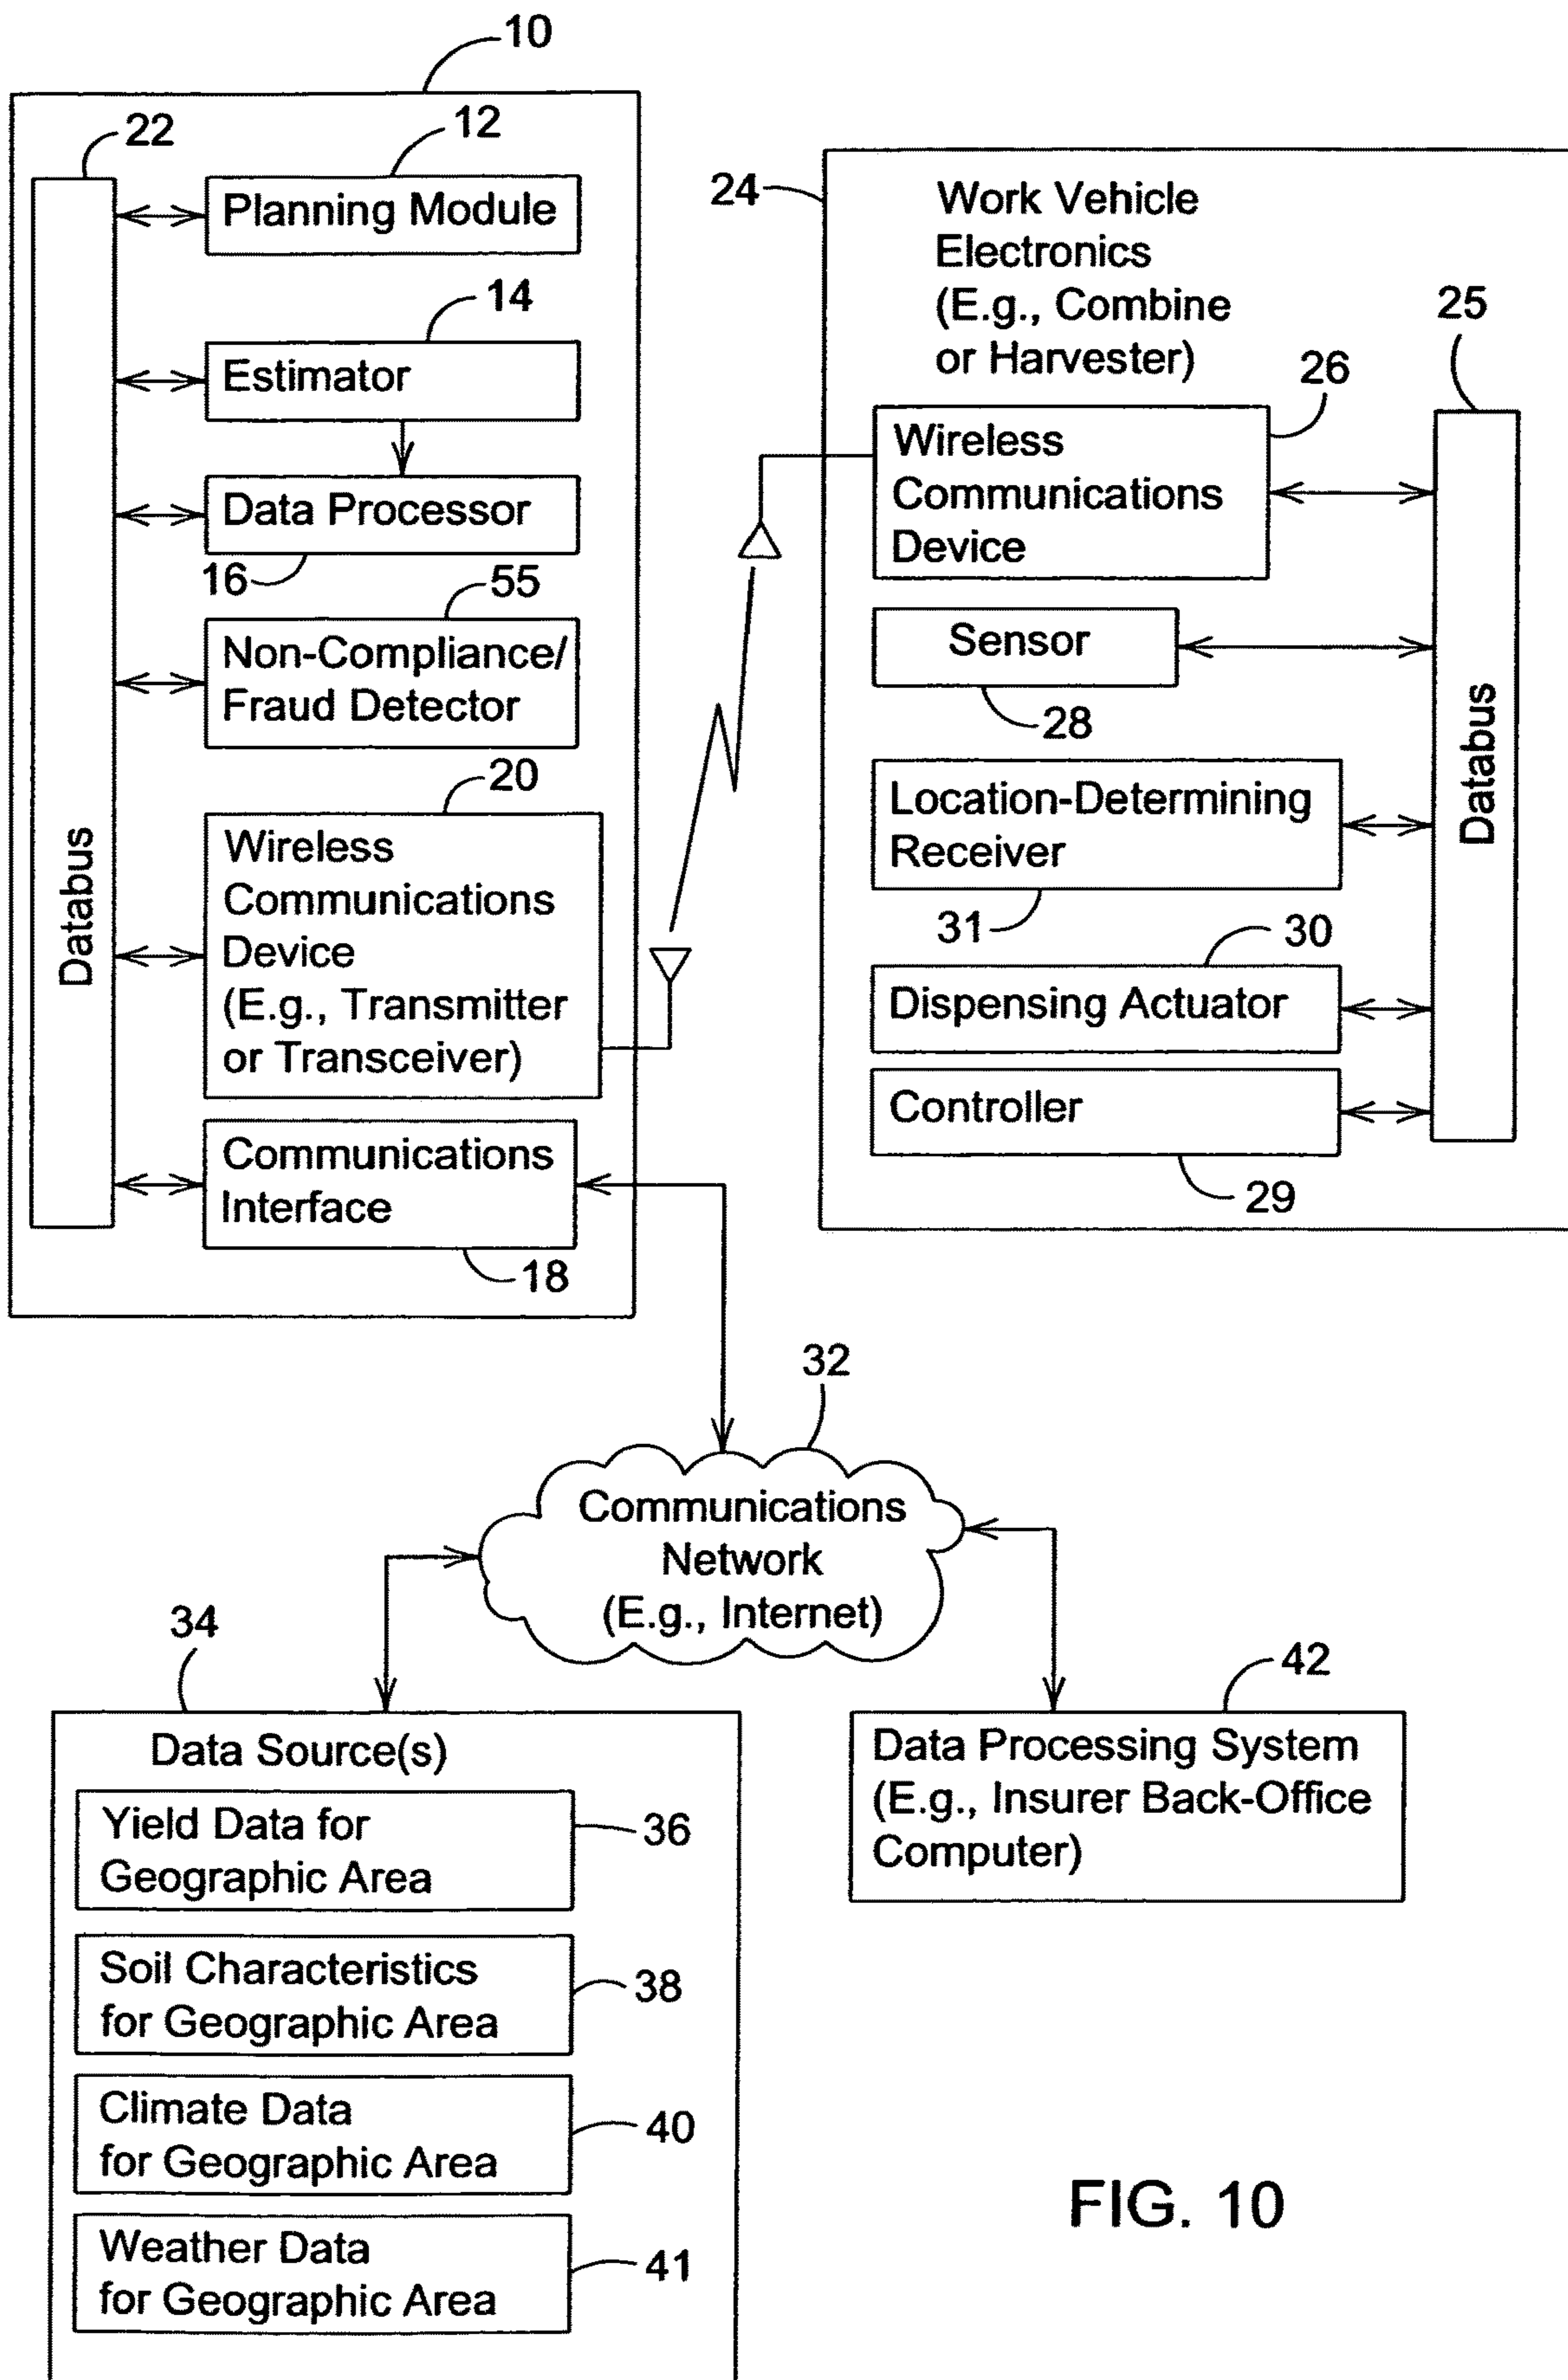 10
22
12
Planning Module
14
Estimator
Data Processor
16
55
Non-Compliance/
Fraud Detector
20
Wireless
Communications
Device
(E.g., Transmitter
or Transceiver)
Communications
Interface
18
Databus
24
Work Vehicle
Electronics
(E.g., Combine
or Harvester)
25
26
Wireless
Communications
Device
Sensor
28
Location-Determining
Receiver
31
30
Dispensing Actuator
Controller
29
Databus
32
Communications
Network
(E.g., Internet)
34
Data Source(s)
Yield Data for
Geographic Area
36
Soil Characteristics
for Geographic Area
38
Climate Data
for Geographic Area
40
Weather Data
for Geographic Area
41
42
Data Processing System
(E.g., Insurer Back-Office
Computer)
FIG. 10